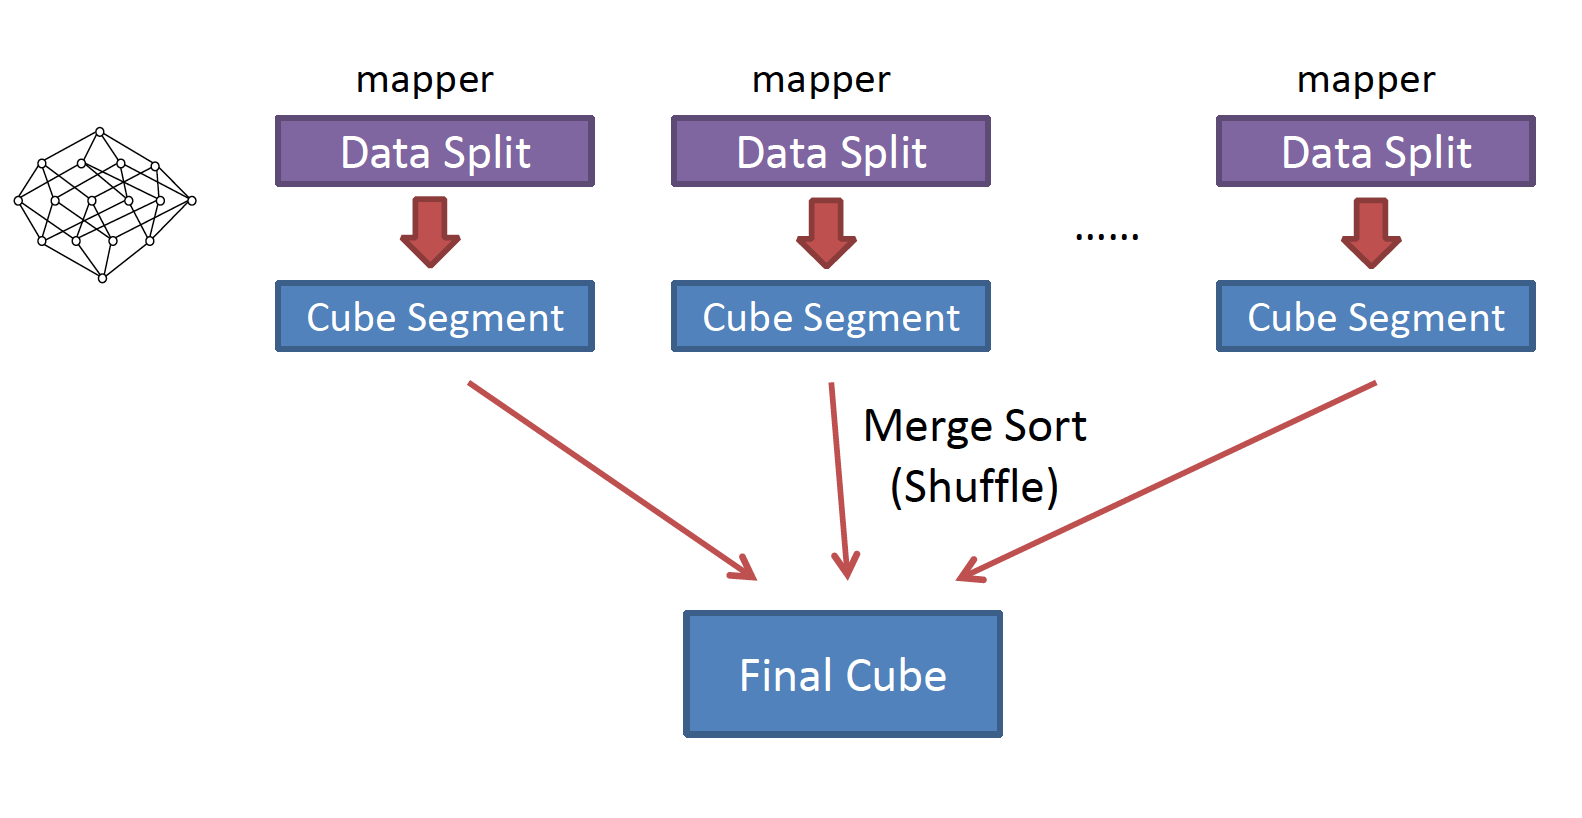 mapper
mapper
mapper
Data Split
Data Split
Data Split
......
Cube Segment
Cube Segment
Cube Segment
Merge Sort
(Shuffle)
Final Cube